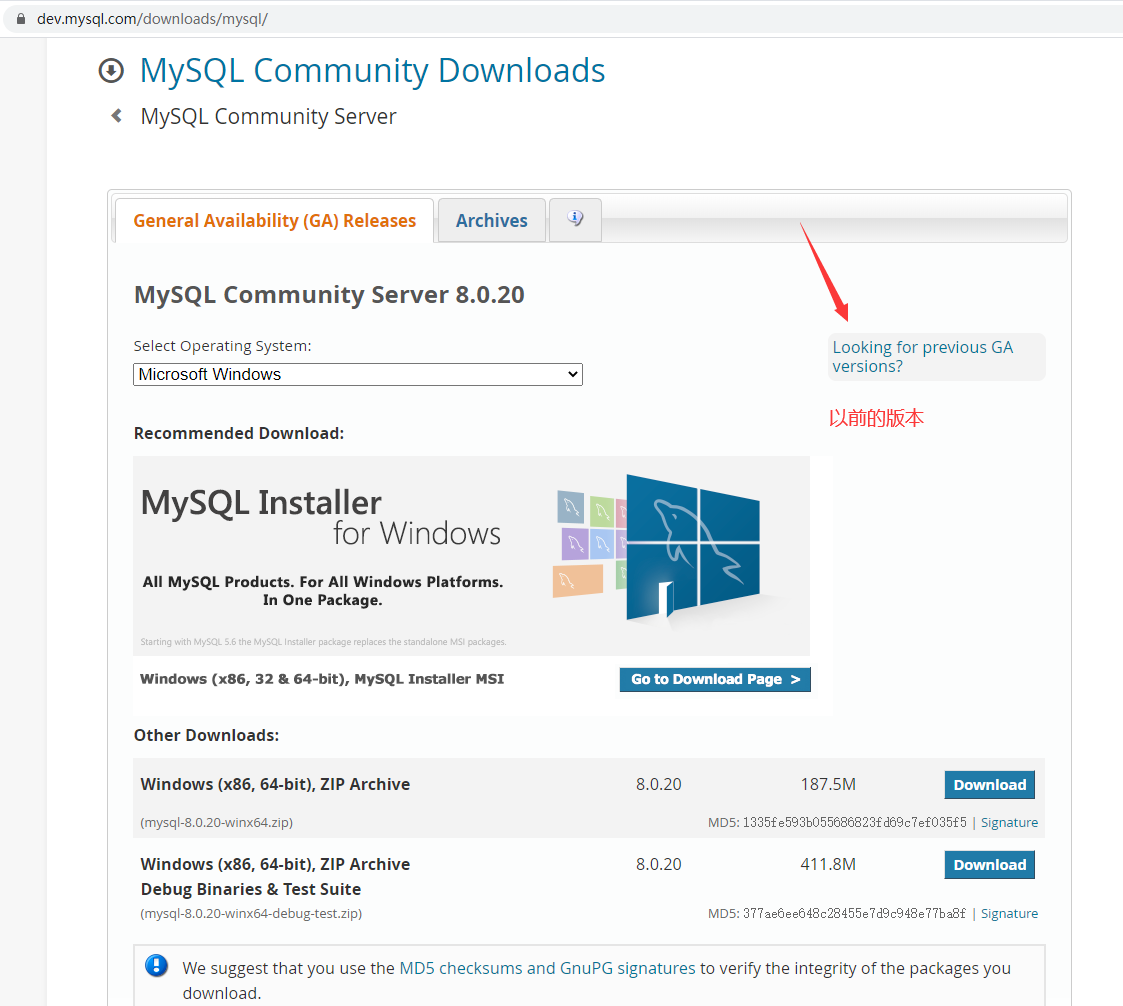 dev.mysql.com/downloads/mysql/
MySQL Community Downloads
MySQL Community Server
General Availability (GA) Releases
Archives
MySQL Community Server 8.0.20
Select Operating System:
Microsoft Windows
Looking for previous GA
versions?
以前的版本
Recommended Download:
MySQL Installer
for Windows
All MySQL Products. For All Windows Platforms.
In One Package.
Starting with MySQL 5.6 the MySQL Installer package replaces the standalone MSI packages.
Windows (x86, 32 & 64-bit), MySQL Installer MSI
Go to Download Page >
Other Downloads:
Windows (x86, 64-bit), ZIP Archive 8.0.20 187.5M Download
(mysql-8.0.20-winx64.zip) MD5: 1335fe593b055686823fd69c7ef035f5 | Signature
Windows (x86, 64-bit), ZIP Archive 8.0.20 411.8M Download
Debug Binaries & Test Suite
(mysql-8.0.20-winx64-debug-test.zip) MD5: 377ae6ee648c28455e7d9c948e77ba8f | Signature
We suggest that you use the MD5 checksums and GnuPG signatures to verify the integrity of the packages you
download.